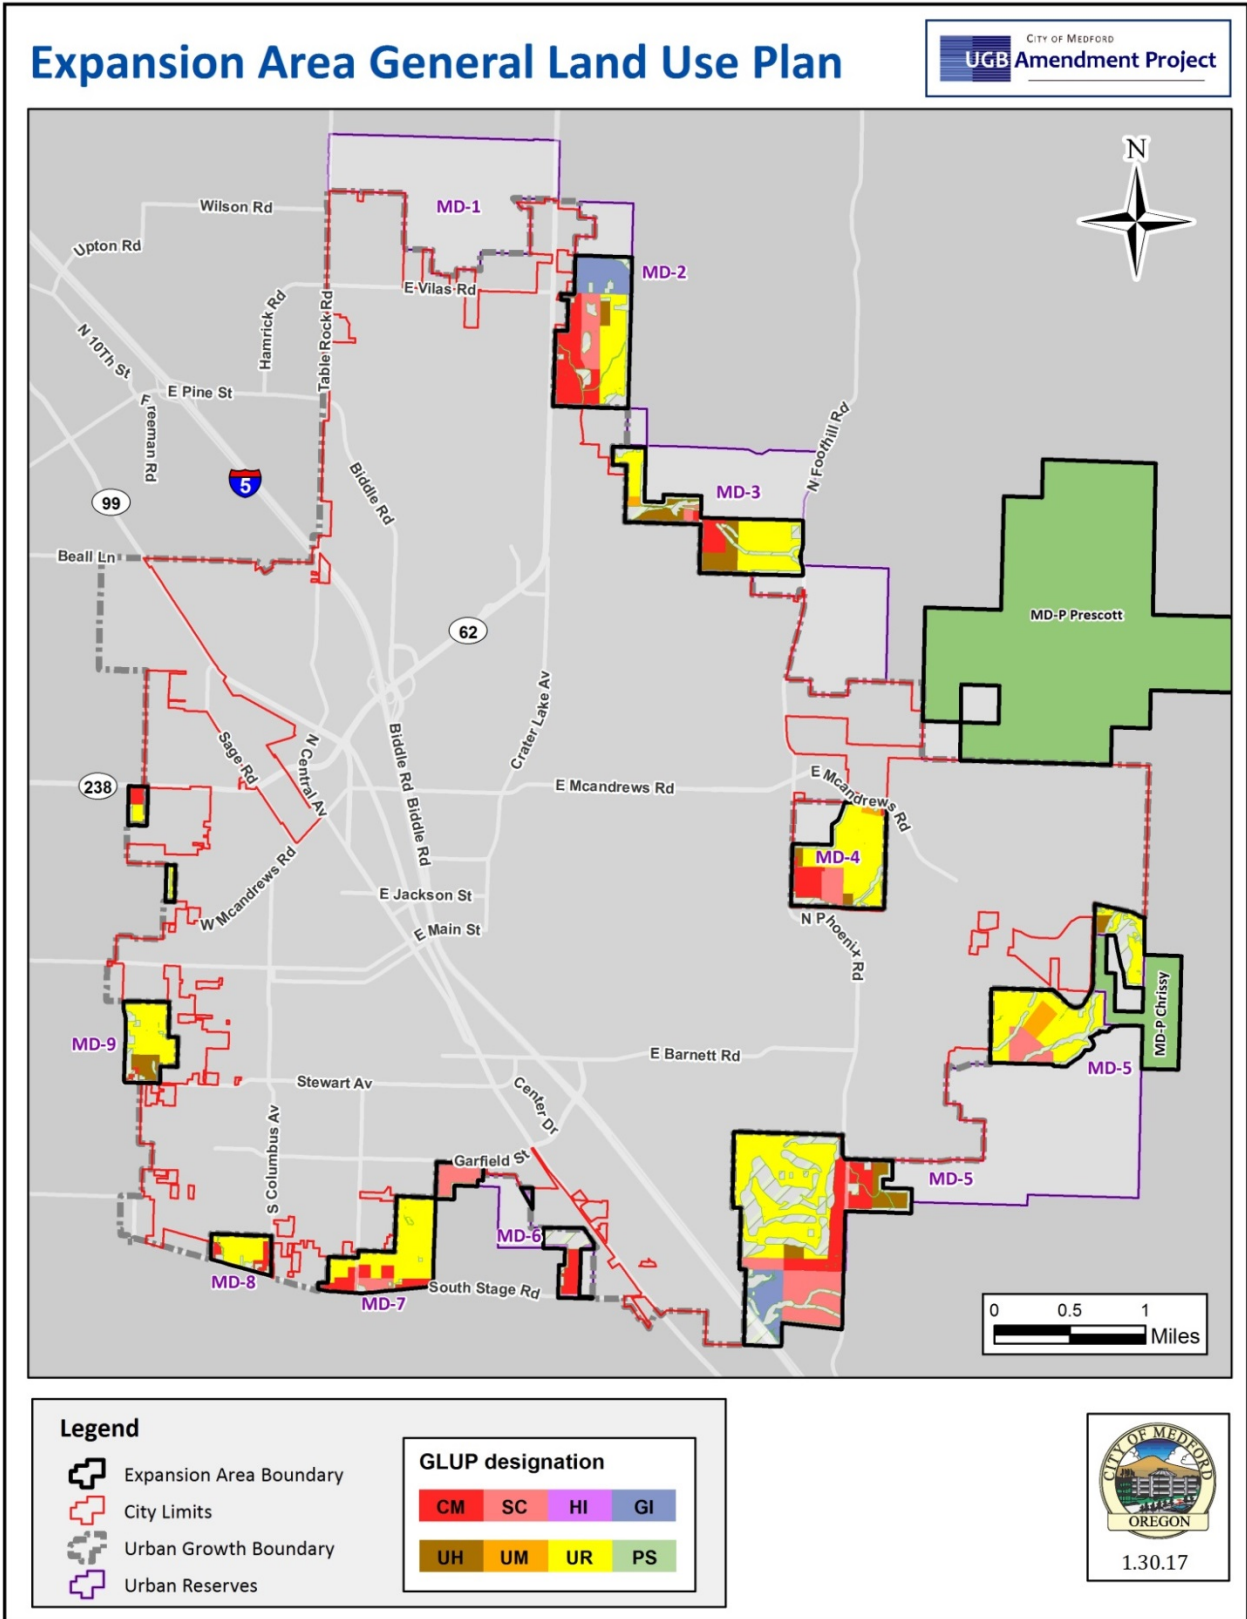 Expansion Area General Land Use Plan
CITY OF MEDFORD
UGB Amendment Project
N
MD-1
Wilson Rd
Upton Rd
MD-2
E Vilas Rd
Hamrick Rd
Table Rock Rd
N 10Th St
E Pine St
Freeman Rd
N Foothill Rd
Biddle Rd
5
MD-3
99
Beall Ln
MD-P Prescott
62
Crater Lake Av
Sage Rd
N Central Av
Biddle Rd
Biddle Rd
238
E Mcandrews Rd
E Mcandrews Rd
MD-4
W Mcandrews Rd
E Jackson St
E Main St
N Phoenix Rd
MD-P Chrissy
MD-9
E Barnett Rd
MD-5
Stewart Av
Center Dr
S Columbus Av
Garfield St
MD-5
MD-6
MD-8
MD-7
South Stage Rd
0 0.5 1
Miles
Legend
Expansion Area Boundary
City Limits
Urban Growth Boundary
Urban Reserves
GLUP designation
CM SC HI GI
UH UM UR PS
CITY OF MEDFORD
OREGON
1.30.17